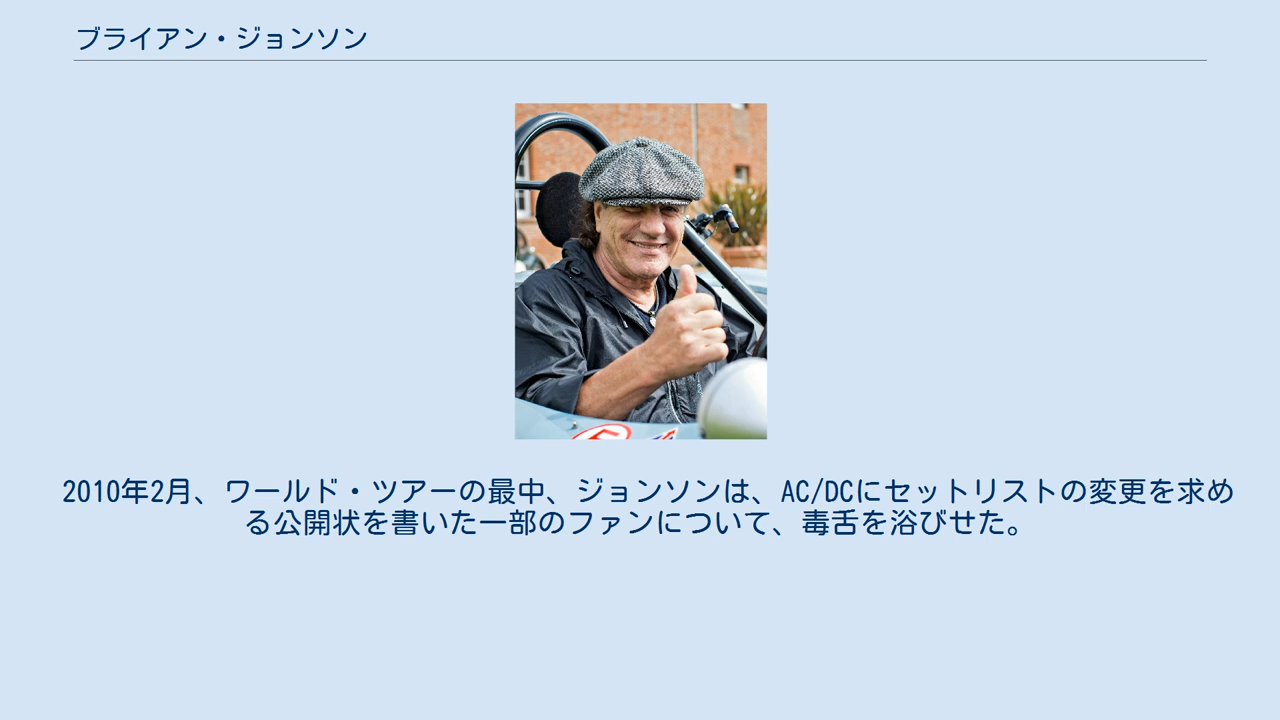 ブライアン・ジョンソン
2010年2月、ワールド・ツアーの最中、ジョンソンは、AC/DCにセットリストの変更を求め
る公開状を書いた一部のファンについて、毒舌を浴びせた。